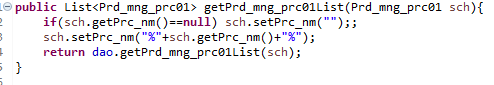 public List<Prd_mng_prc01> getPrd_mng_prc01List(Prd_mng_prc01 sch){
if(sch.getPrc_nm()==null) sch.setPrc_nm("");;
sch.setPrc_nm("%"+sch.getPrc_nm()+"%");
return dao.getPrd_mng_prc01List(sch);
}